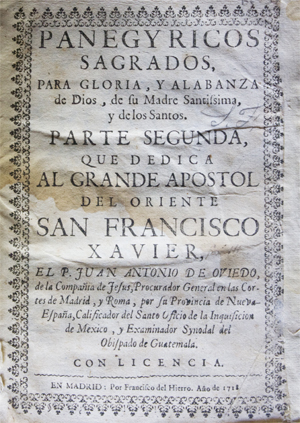 PANEGYRICOS
SAGRADOS,
PARA GLORIA, Y ALABANZA
de Dios, de su Madre Santissima,
y de los Santos.
PARTE SEGUNDA,
QUE DEDICA
AL GRANDE APOSTOL
DEL ORIENTE
SAN FRANCISCO
XAVIER,
EL P. JUAN ANTONIO DE OVIEDO,
de la Compañia de Jesus, Procurador General en las Cor-
tes de Madrid, y Roma, por su Provincia de Nueva-
España, Calificador del Santo Oficio de la Inquisicion
de Mexico, y Examinador Synodal del
Obispado de Guatemala.
CON LICENCIA.
EN MADRID: Por Francisco del Hierro. Año de 1718.